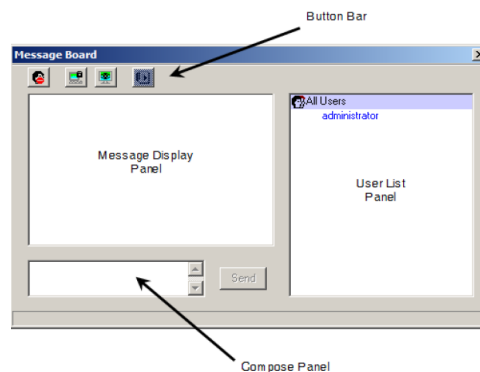 Button Bar
Message Board
All Users
administrator
Message Display
Panel
User List
Panel
Send
Compose Panel